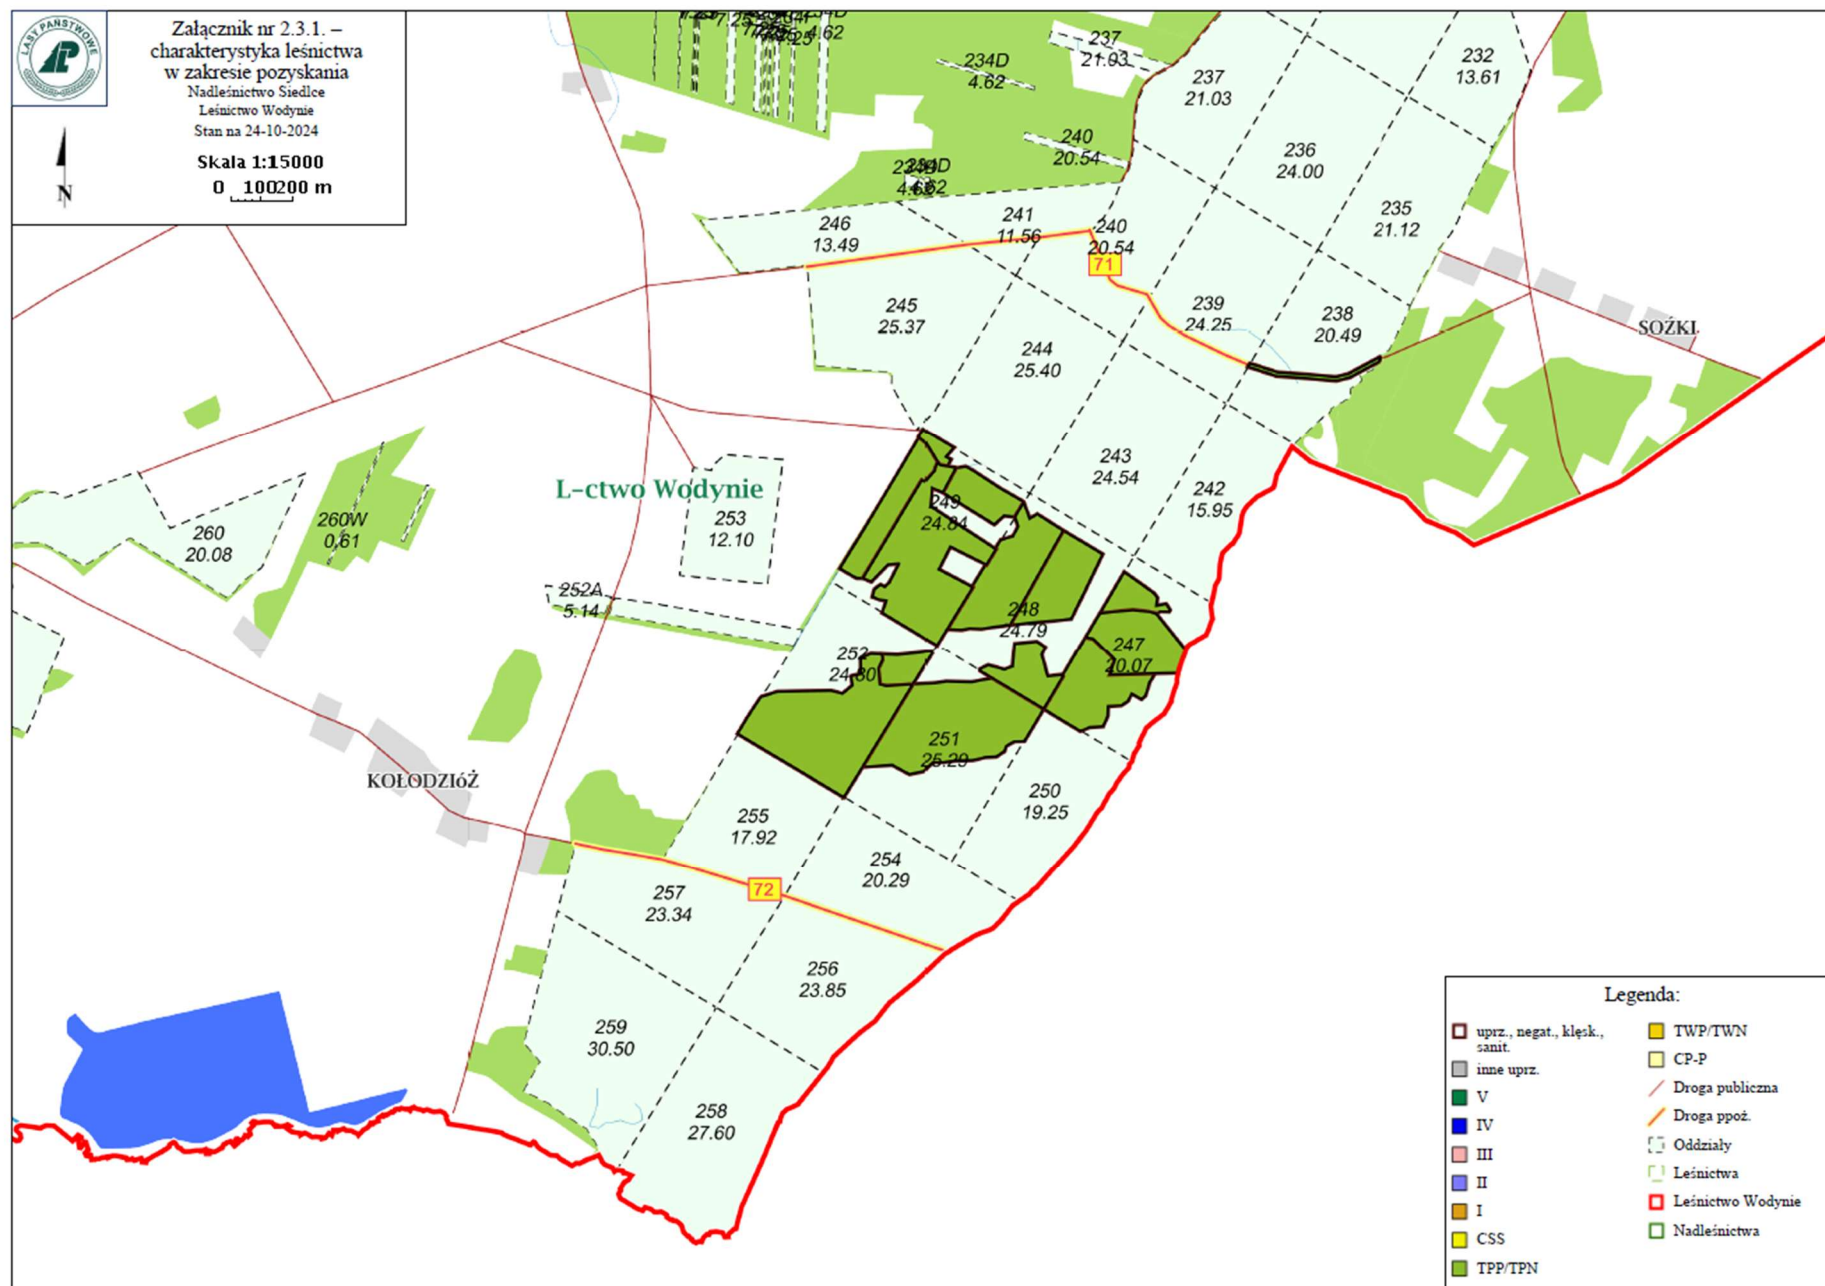 LASY PAŃSTWOWE
Załącznik nr 2.3.1. –
charakterystyka leśnictwa
w zakresie pozyskania
Nadleśnictwo Siedlce
Leśnictwo Wodynie
Stan na 24-10-2024
Skala 1:15000
0 100200 m
N
4.62
237
21.03
234D
4.62
232
13.61
237
21.03
240
20.54
236
24.00
234D
4.62
235
21.12
246
13.49
241
11.56
240
20.54
71
245
25.37
239
24.25
238
20.49
SOŹKI
244
25.40
243
24.54
242
15.95
L-ctwo Wodynie
249
24.84
253
12.10
260
20.08
260W
0.61
252A
5.14
248
24.79
247
20.07
252
24.80
251
25.29
KOŁODZIóŻ
250
19.25
255
17.92
254
20.29
72
257
23.34
256
23.85
259
30.50
258
27.60
Legenda:
uprz., negat., klęsk.,
sanit.
inne uprz.
V
IV
III
II
I
CSS
TPP/TPN
TWP/TWN
CP-P
Droga publiczna
Droga ppoż.
Oddziały
Leśnictwa
Leśnictwo Wodynie
Nadleśnictwa